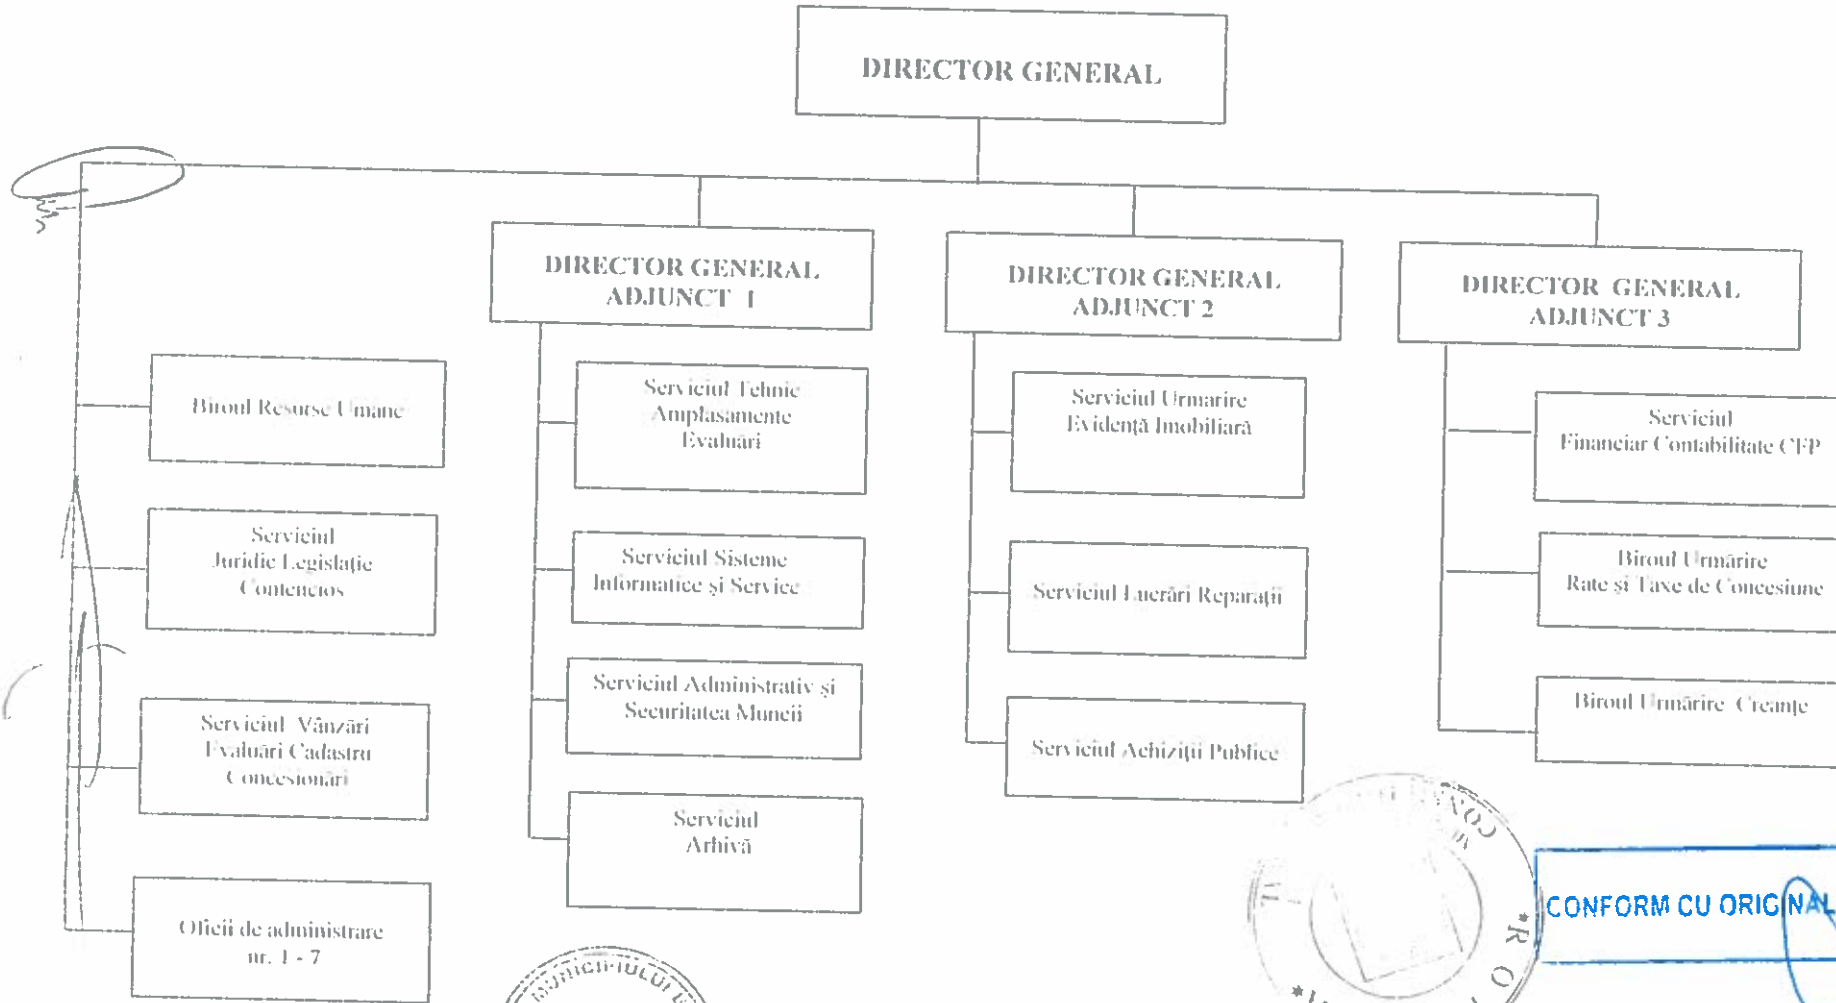 DIRECTOR GENERAL
DIRECTOR GENERAL
ADJUNCT 1
DIRECTOR GENERAL
ADJUNCT 2
DIRECTOR GENERAL
ADJUNCT 3
Biroul Resurse Umane
Serviciul
Juridic Legislație
Contencios
Serviciul Vânzări
Evaluări Cadastru
Concesionări
Oficii de administrare
nr. 1 - 7
Serviciul Tehnic
Amplasamente
Evaluări
Serviciul Sisteme
Informatice și Service
Serviciul Administrativ și
Securitatea Muncii
Serviciul
Arhivă
Serviciul Urmarire
Evidență Imobiliară
Serviciul Lucrări Reparații
Serviciul Achiziții Publice
Serviciul
Financiar Contabilitate CFP
Biroul Urmărire
Rate și Taxe de Concesiune
Biroul Urmărire Creanțe
CONFORM CU ORIGINAL